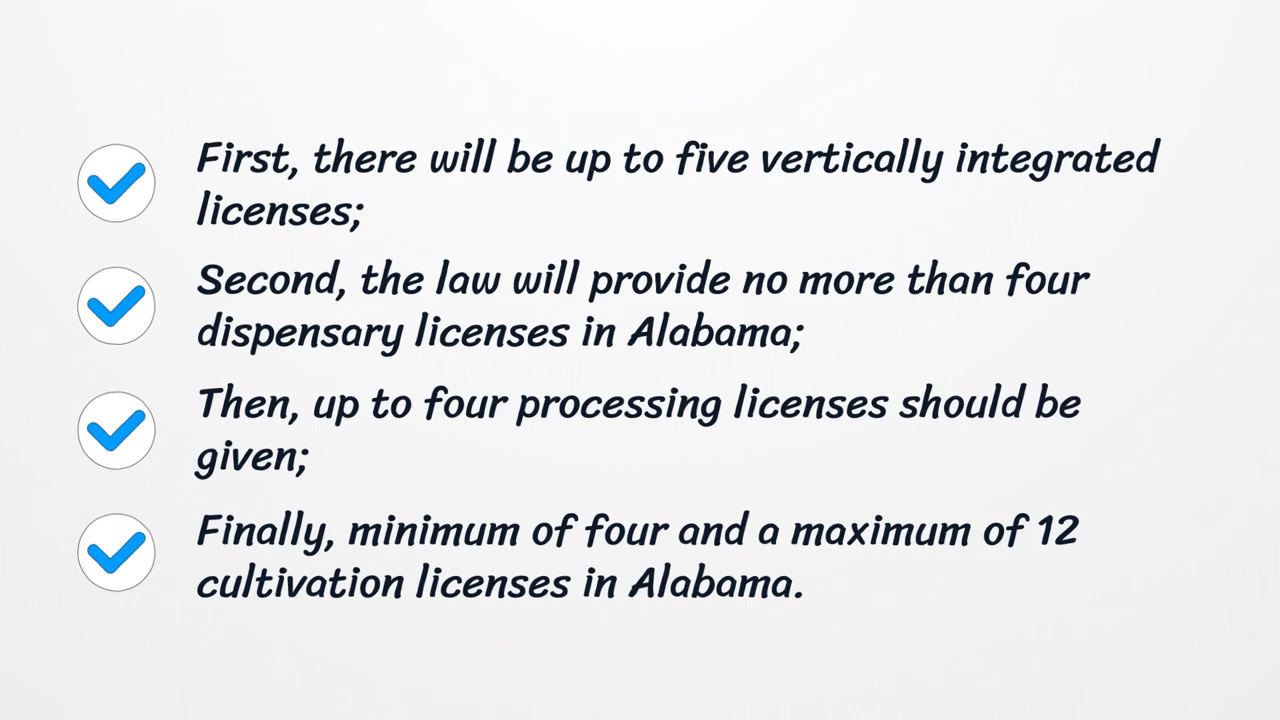 First, there will be up to five vertically integrated
licenses;
Second, the law will provide no more than four
dispensary licenses in Alabama;
Then, up to four processing licenses should be
given;
Finally, minimum of four and a maximum of 12
cultivation licenses in Alabama.